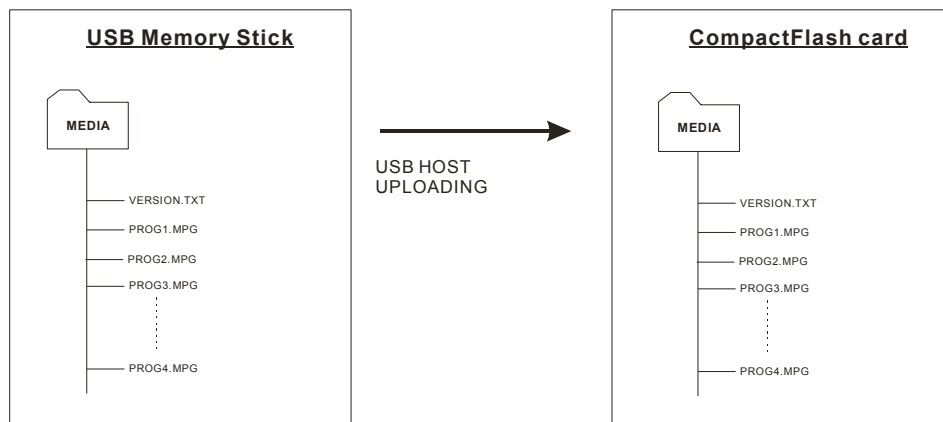 USB Memory Stick
MEDIA
VERSION.TXT
PROG1.MPG
PROG2.MPG
PROG3.MPG
PROG4.MPG
USB HOST
UPLOADING
CompactFlash card
MEDIA
VERSION.TXT
PROG1.MPG
PROG2.MPG
PROG3.MPG
PROG4.MPG